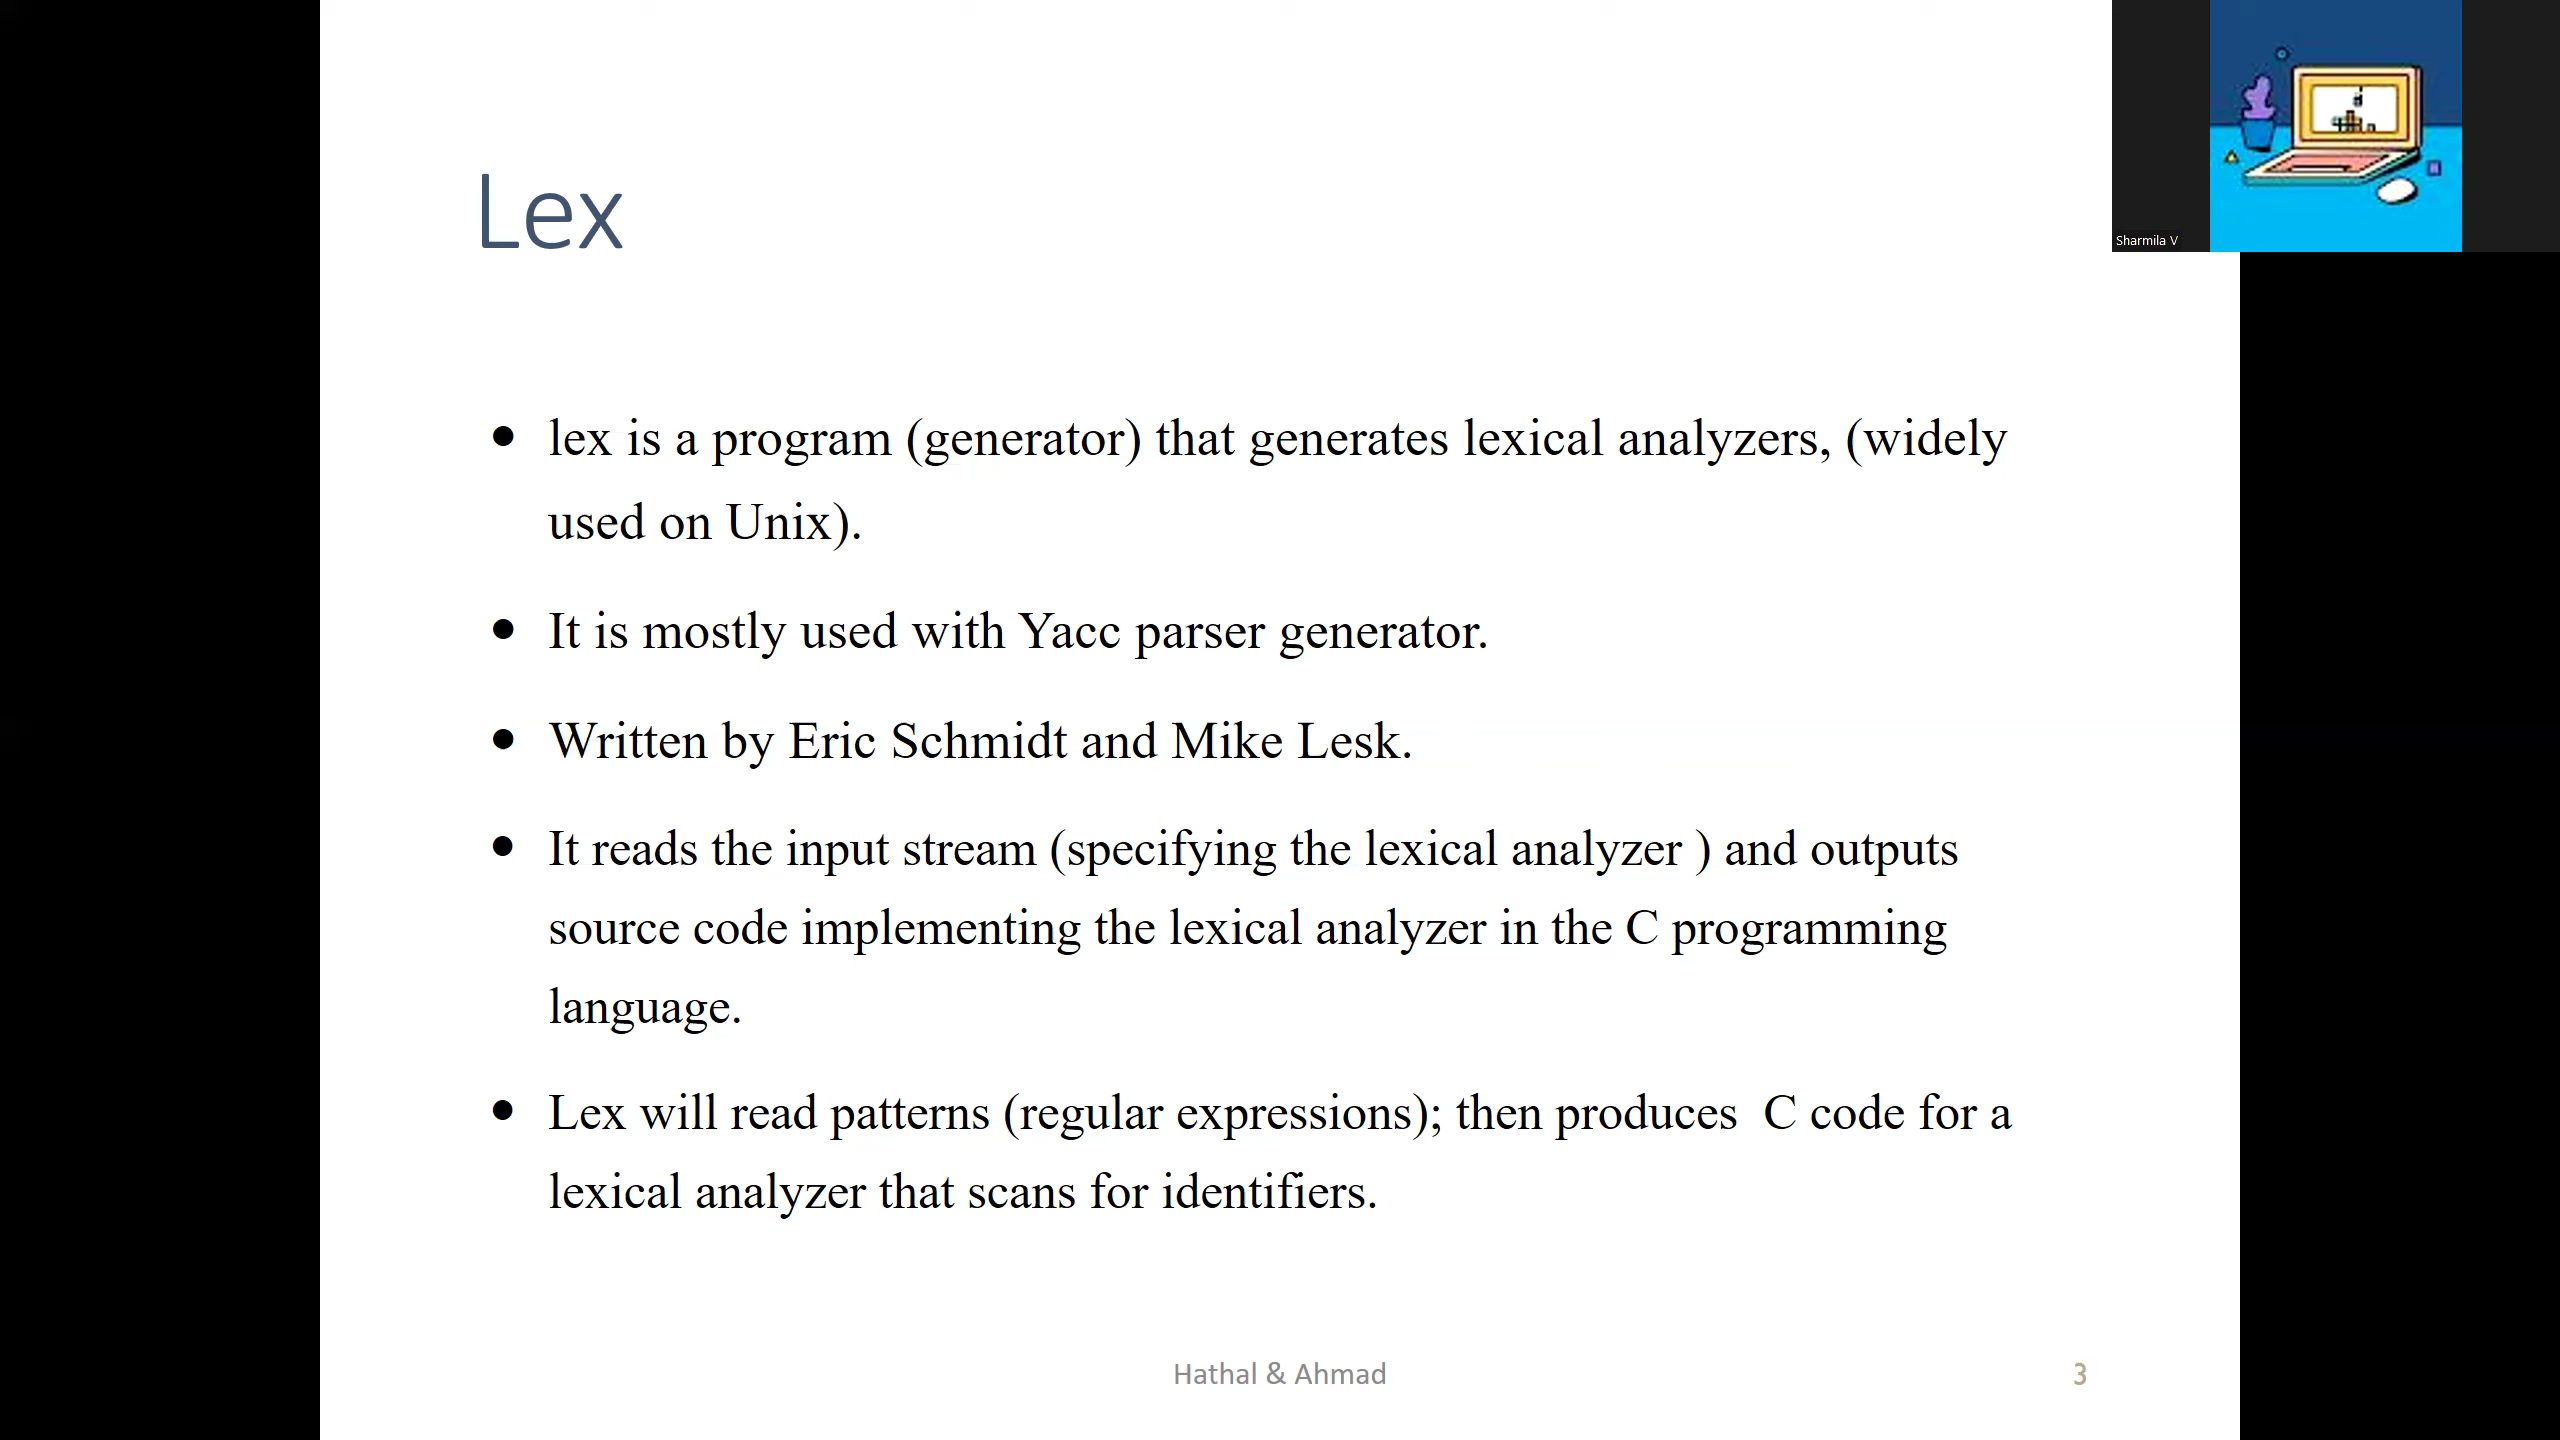 Sharmila V
Lex
• lex is a program (generator) that generates lexical analyzers, (widely
used on Unix).
• It is mostly used with Yacc parser generator.
• Written by Eric Schmidt and Mike Lesk.
• It reads the input stream (specifying the lexical analyzer ) and outputs
source code implementing the lexical analyzer in the C programming
language.
• Lex will read patterns (regular expressions); then produces  C code for a
lexical analyzer that scans for identifiers.
Hathal & Ahmad
3